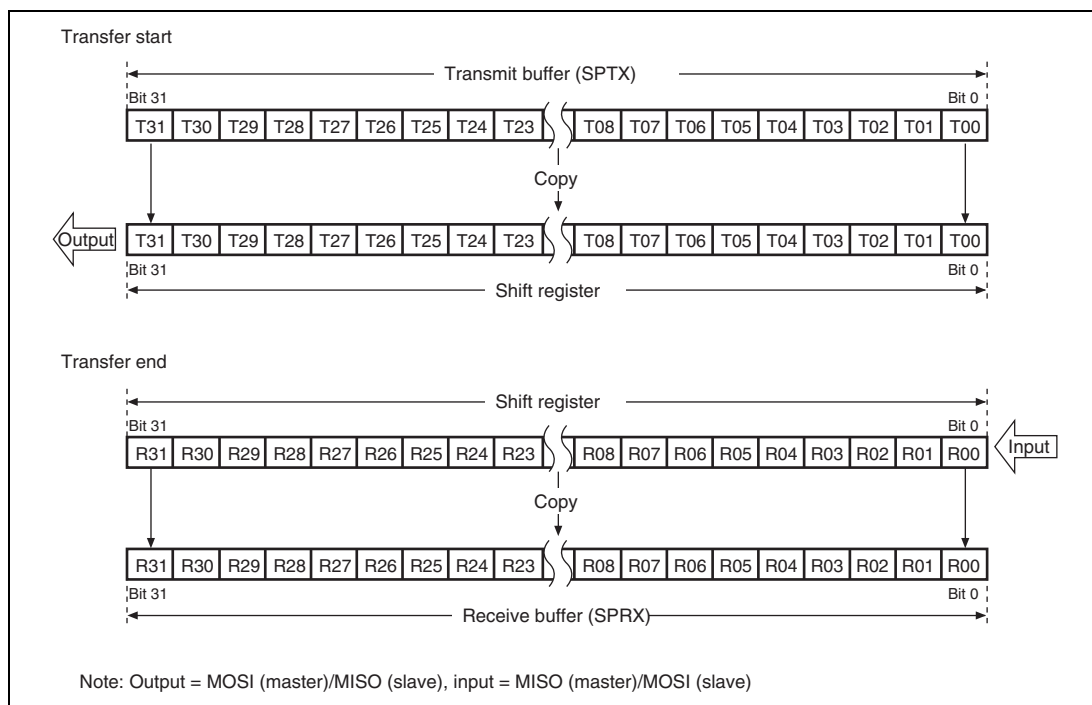 Transfer start
Transmit buffer (SPTX)
Bit 31 Bit 0
T31 T30 T29 T28 T27 T26 T25 T24 T23 T08 T07 T06 T05 T04 T03 T02 T01 T00
Copy
Output T31 T30 T29 T28 T27 T26 T25 T24 T23 T08 T07 T06 T05 T04 T03 T02 T01 T00
Bit 31 Bit 0
Shift register
Transfer end
Shift register
Bit 31 Bit 0
R31 R30 R29 R28 R27 R26 R25 R24 R23 R08 R07 R06 R05 R04 R03 R02 R01 R00 Input
Copy
R31 R30 R29 R28 R27 R26 R25 R24 R23 R08 R07 R06 R05 R04 R03 R02 R01 R00
Bit 31 Bit 0
Receive buffer (SPRX)
Note: Output = MOSI (master)/MISO (slave), input = MISO (master)/MOSI (slave)